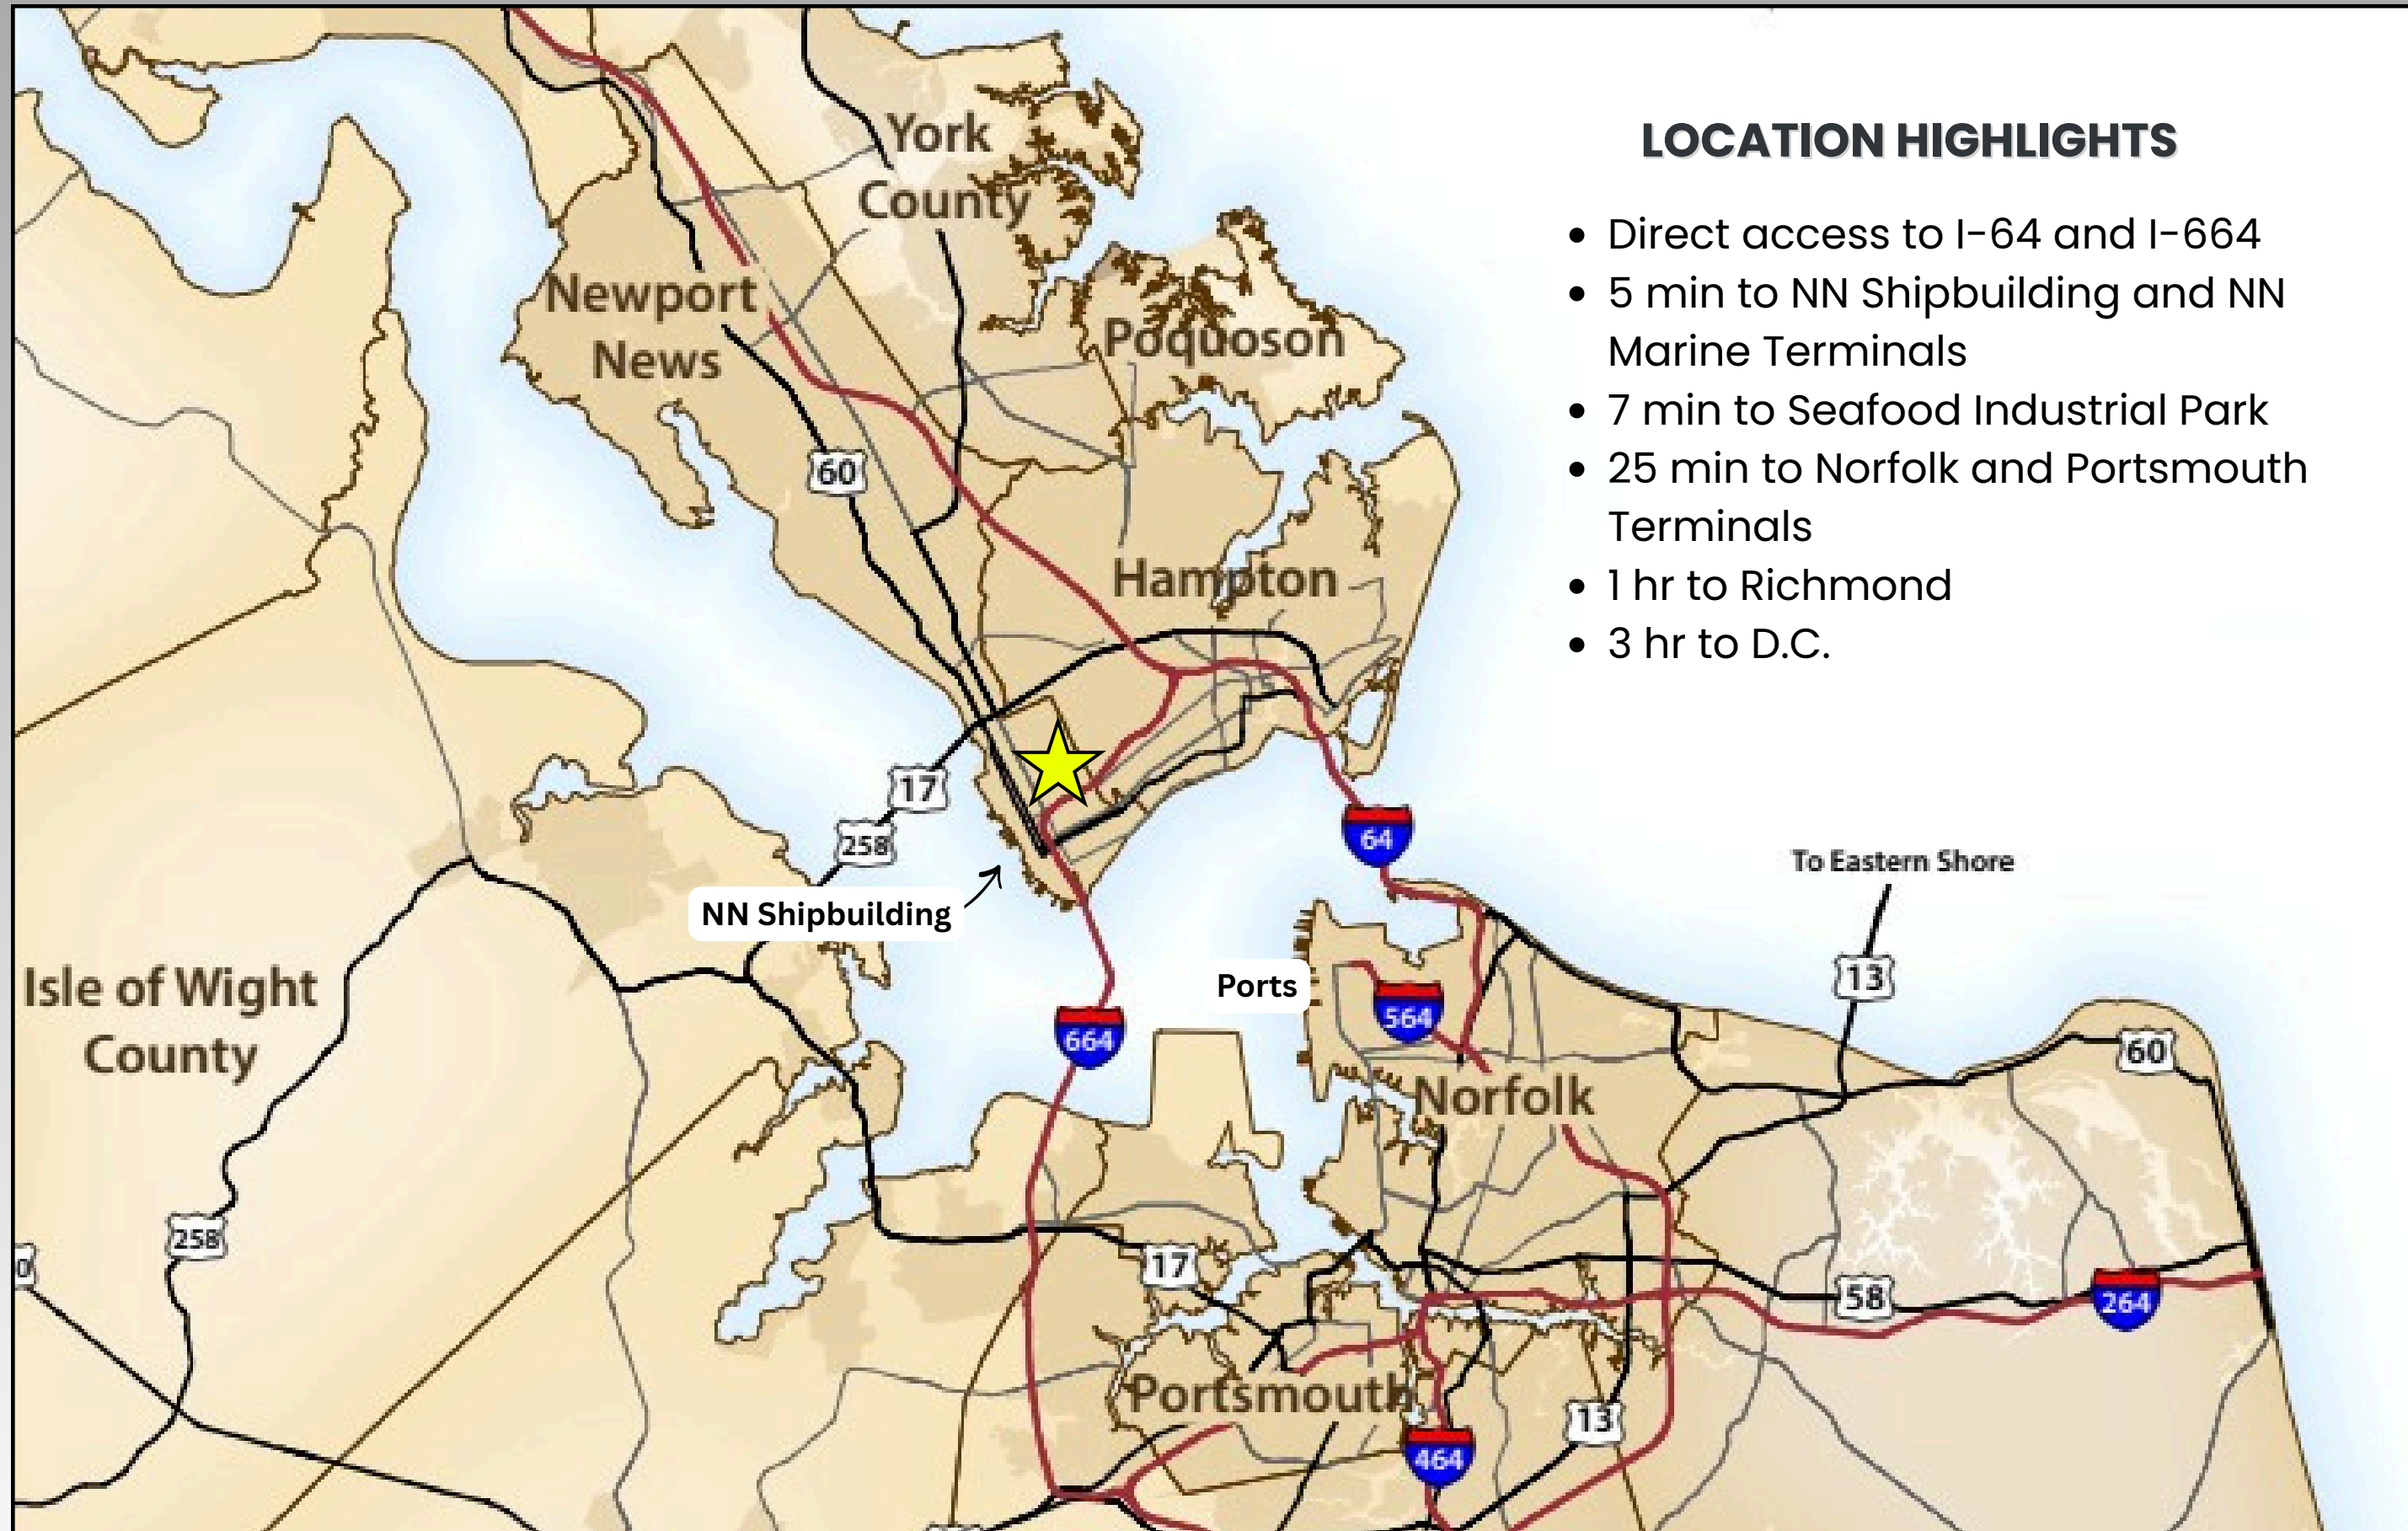 LOCATION HIGHLIGHTS
• Direct access to I-64 and I-664
• 5 min to NN Shipbuilding and NN
Marine Terminals
• 7 min to Seafood Industrial Park
• 25 min to Norfolk and Portsmouth
Terminals
• 1 hr to Richmond
• 3 hr to D.C.
York
County
Newport
News
Poquoson
60
Hampton
17
258
64
To Eastern Shore
NN Shipbuilding
13
Isle of Wight
County
Ports
564
664
60
Norfolk
258
17
58
264
Portsmouth
13
464